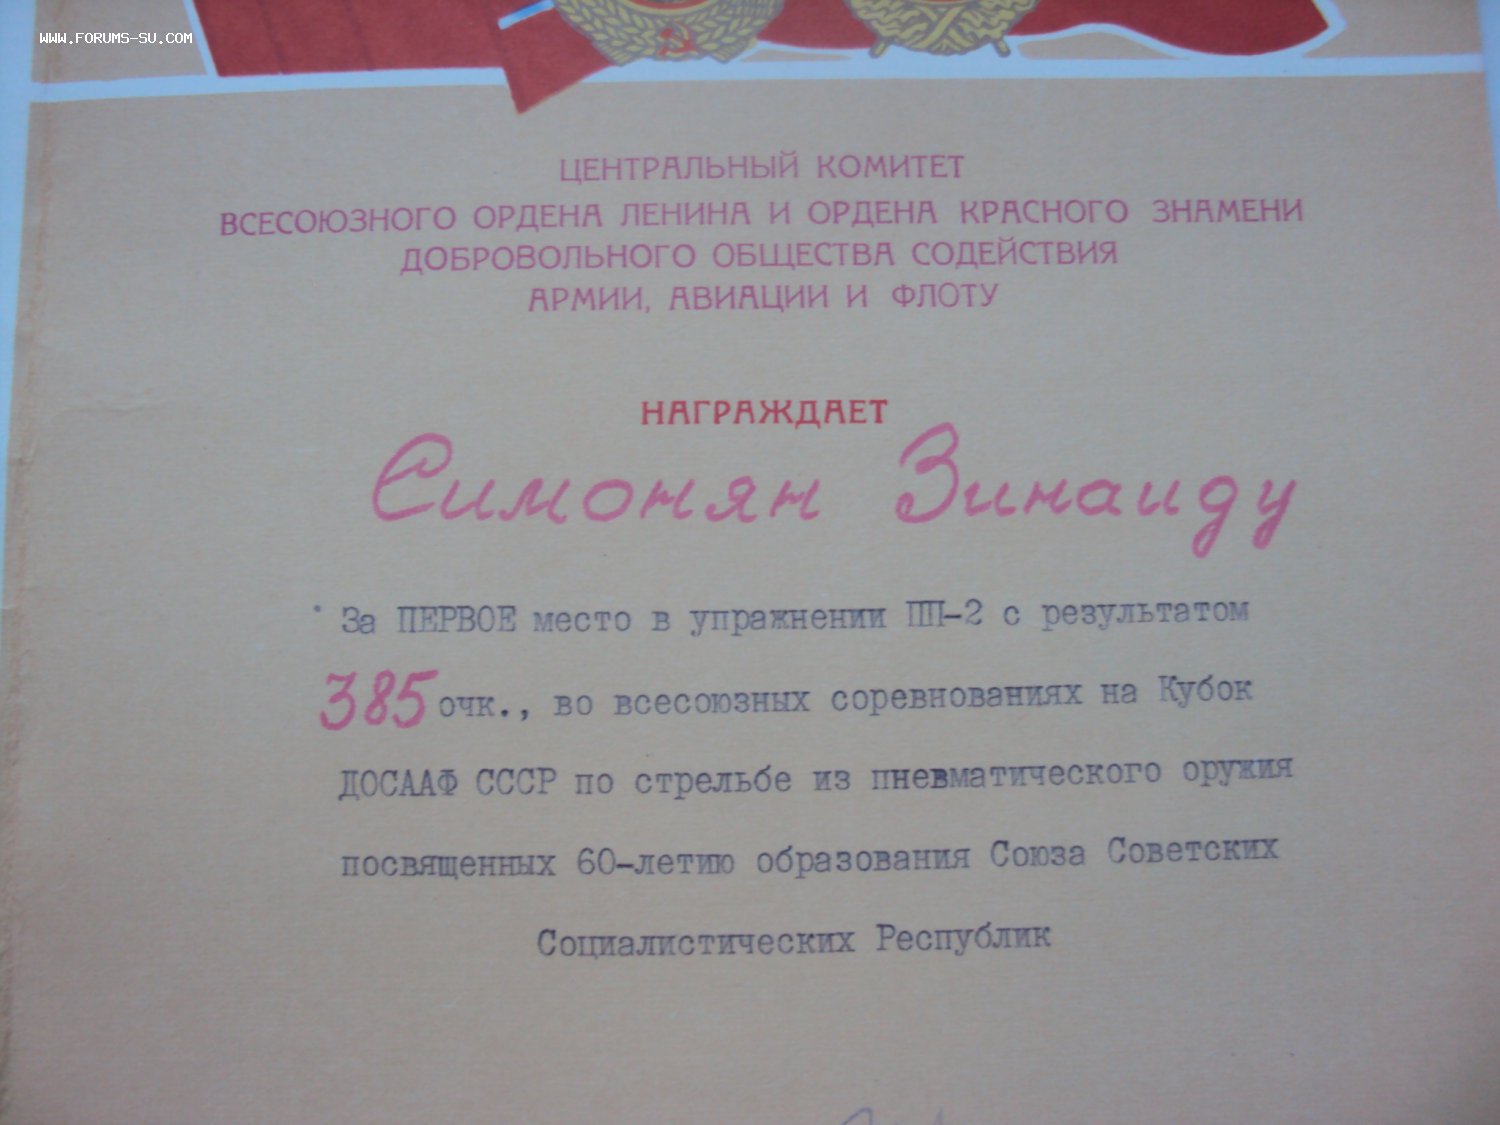 WWW.FORUMS-SU.COM
ЦЕНТРАЛЬНЫЙ КОМИТЕТ
ВСЕСОЮЗНОГО ОРДЕНА ЛЕНИНА И ОРДЕНА КРАСНОГО ЗНАМЕНИ
ДОБРОВОЛЬНОГО ОБЩЕСТВА СОДЕЙСТВИЯ
АРМИИ, АВИАЦИИ И ФЛОТУ
НАГРАЖДАЕТ
Симонян Зинаиду
За ПЕРВОЕ место в упражнении ПП-2 с результатом
385 очк., во всесоюзных соревнованиях на Кубок
ДОСААФ СССР по стрельбе из пневматического оружия
посвященных 60-летию образования Союза Советских
Социалистических Республик